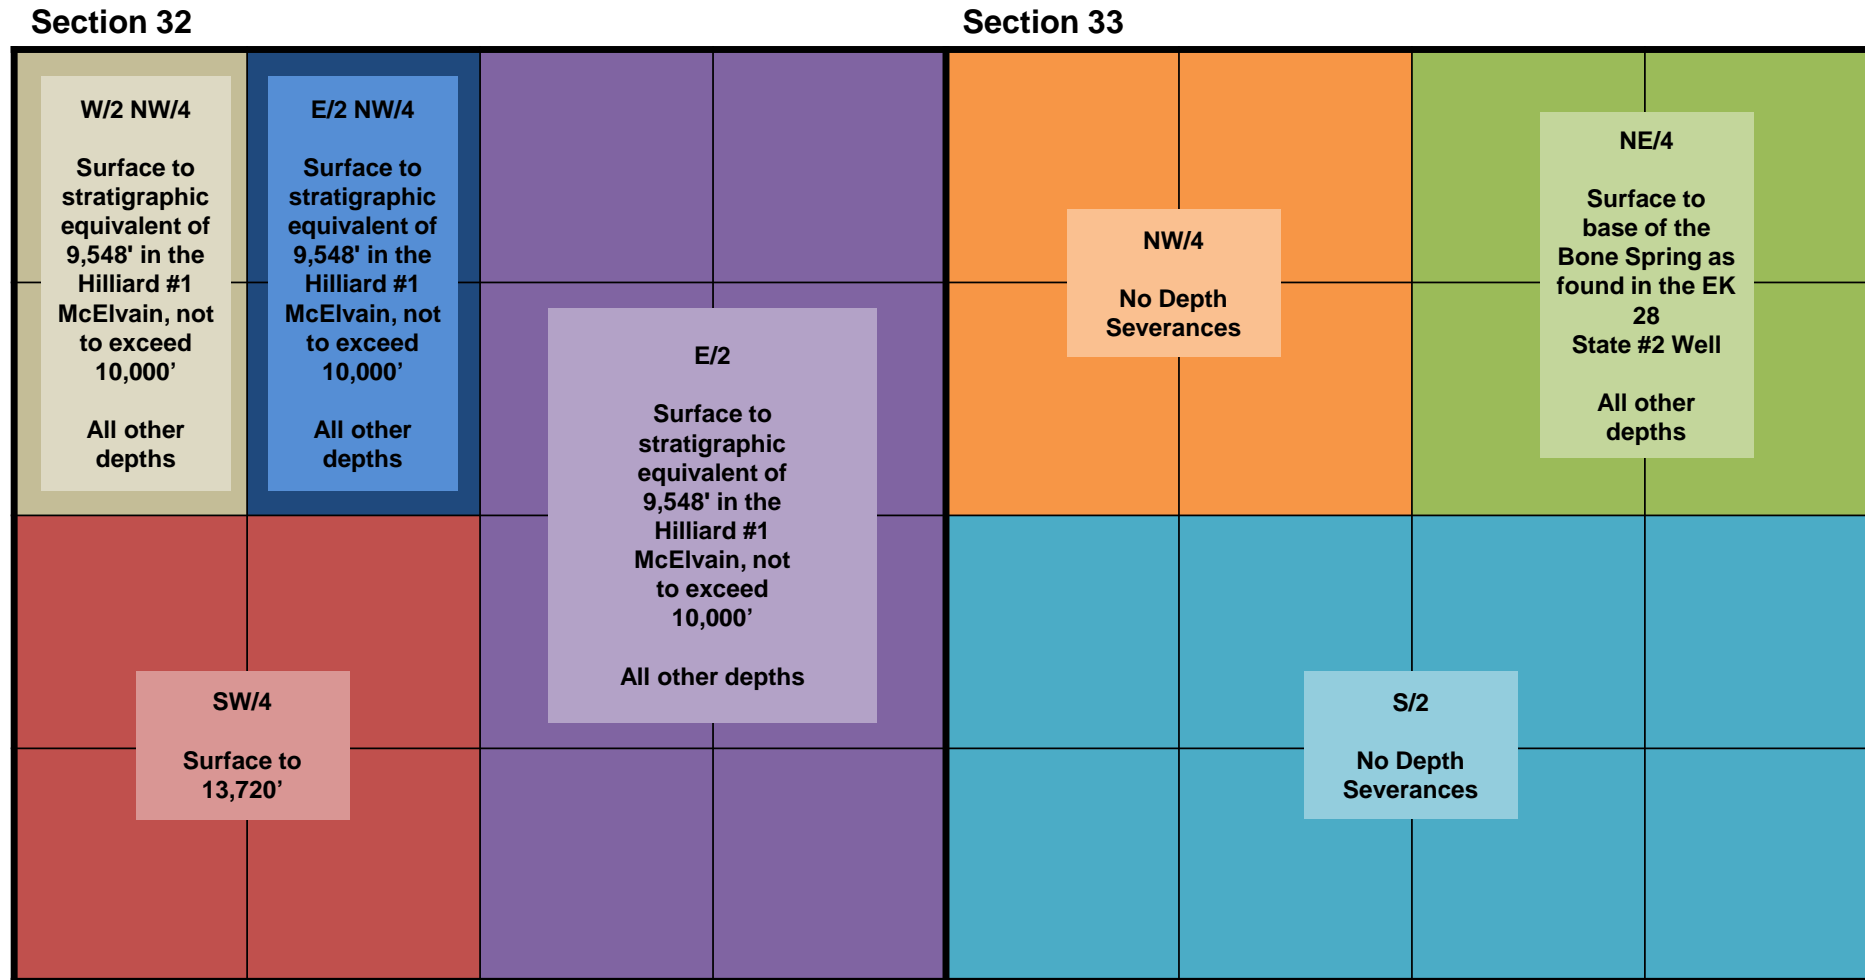 Section 32
Section 33
W/2 NW/4
Surface to
stratigraphic
equivalent of
9,548' in the
Hilliard #1
McElvain, not
to exceed
10,000’
All other
depths
E/2 NW/4
Surface to
stratigraphic
equivalent of
9,548' in the
Hilliard #1
McElvain, not
to exceed
10,000’
All other
depths
E/2
Surface to
stratigraphic
equivalent of
9,548' in the
Hilliard #1
McElvain, not
to exceed
10,000’
All other depths
SW/4
Surface to
13,720’
NW/4
No Depth
Severances
NE/4
Surface to
base of the
Bone Spring as
found in the EK
28
State #2 Well
All other
depths
S/2
No Depth
Severances